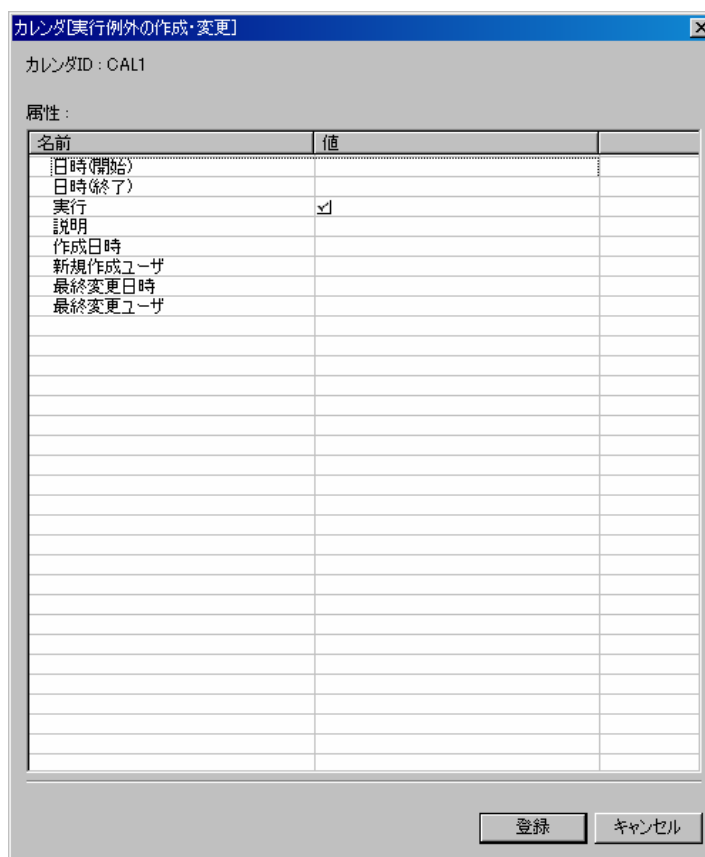 カレンダ[実行例外の作成・変更]
カレンダID : CAL1
属性 :
名前 値
日時(開始)
日時(終了)
実行
説明
作成日時
新規作成ユーザ
最終変更日時
最終変更ユーザ
登録 キャンセル